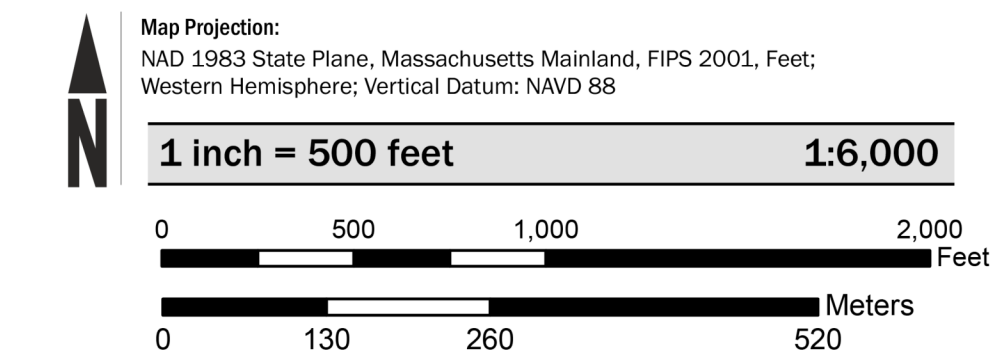 N
Map Projection:
NAD 1983 State Plane, Massachusetts Mainland, FIPS 2001, Feet;
Western Hemisphere; Vertical Datum: NAVD 88
1 inch = 500 feet 1:6,000
0 500 1,000 2,000
Feet
Meters
0 130 260 520